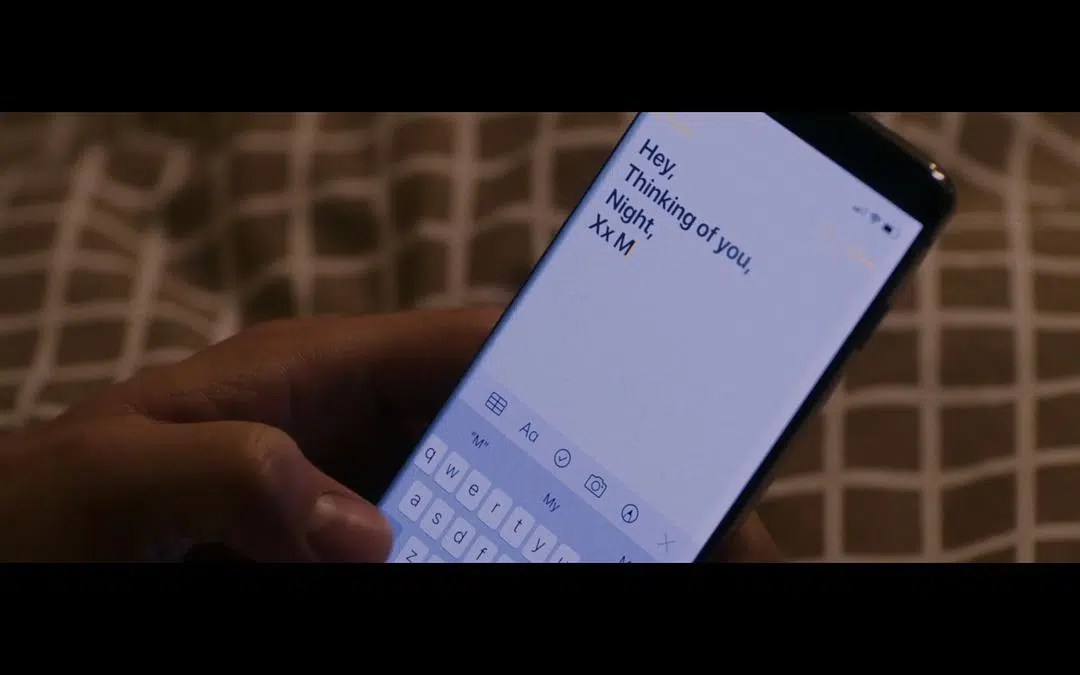 Hey,
Thinking of you,
Night,
Xx M
Aa
"M"
My
q w e r t y u
a s d f
z